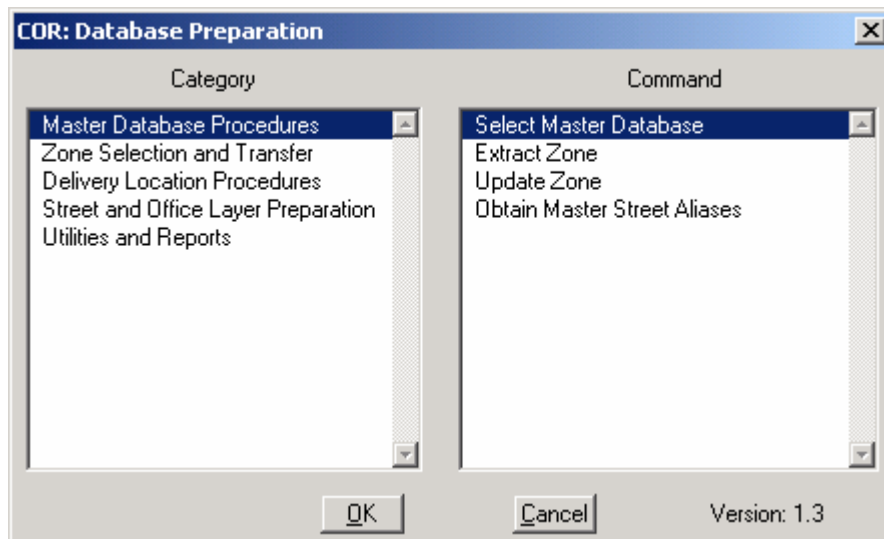 COR: Database Preparation
Category
Command
Master Database Procedures
Zone Selection and Transfer
Delivery Location Procedures
Street and Office Layer Preparation
Utilities and Reports
Select Master Database
Extract Zone
Update Zone
Obtain Master Street Aliases
OK
Cancel
Version: 1.3